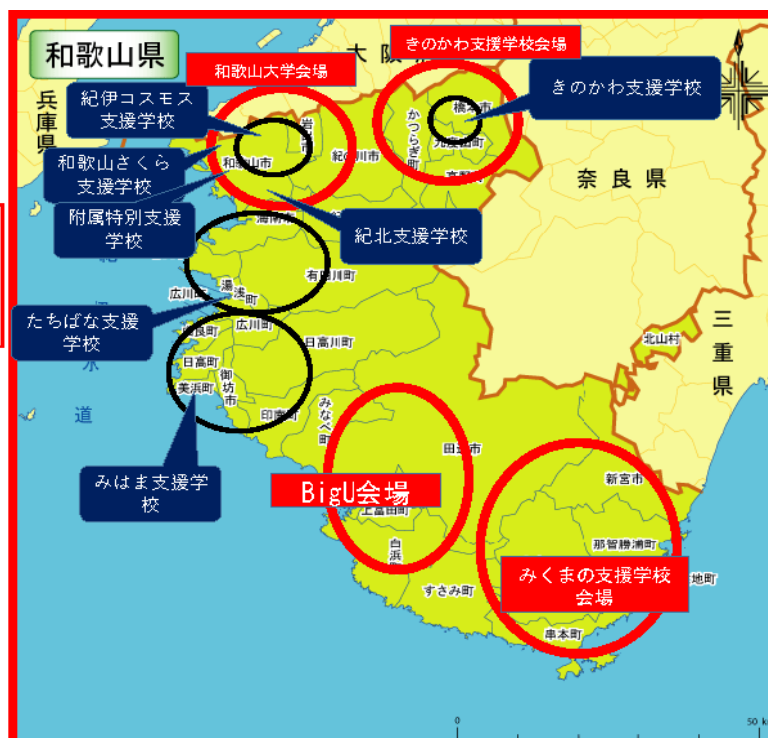 和歌山県
大阪
きのかわ支援学校会場
和歌山大学会場
きのかわ支援学校
兵庫県
紀伊コスモス
支援学校
橋本市
かつらぎ町
九度山町
紀の川市
和歌山さくら
支援学校
和歌山市
奈良県
附属特別支援
学校
海南市
紀北支援学校
有田川町
湯浅町
広川町
広川町
たちばな支援
学校
日高川町
北山村
三重県
水
道
日高町
美浜町
御坊市
印南町
みなべ町
田辺市
みはま支援学
校
BigU会場
上富田町
新宮市
那智勝浦町
白浜町
みくまの支援学校
会場
地町
すさみ町
串本町
0
50 km